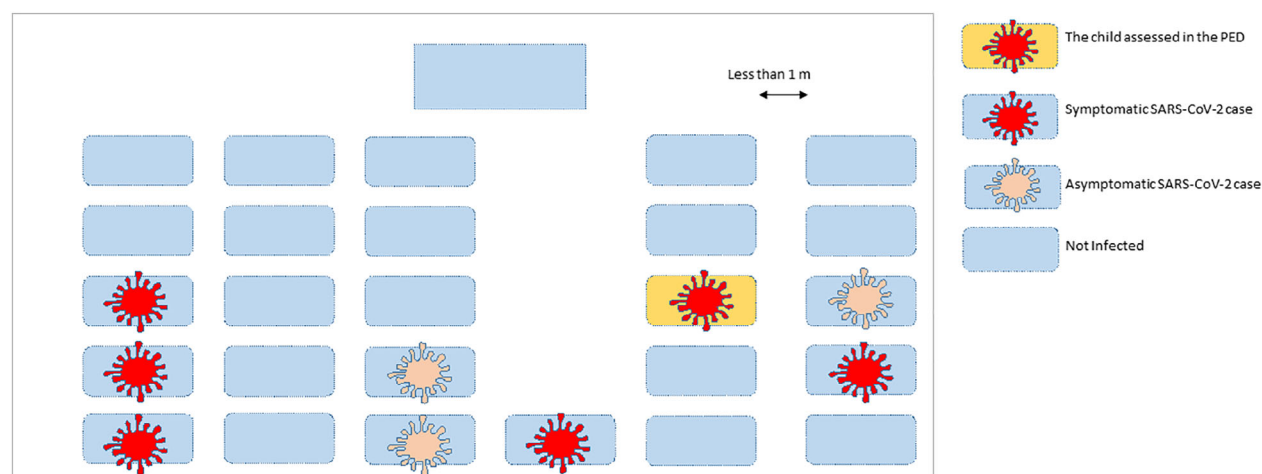 The child assessed in the PED
Less than 1 m
Symptomatic SARS-CoV-2 case
Asymptomatic SARS-CoV-2 case
Not Infected